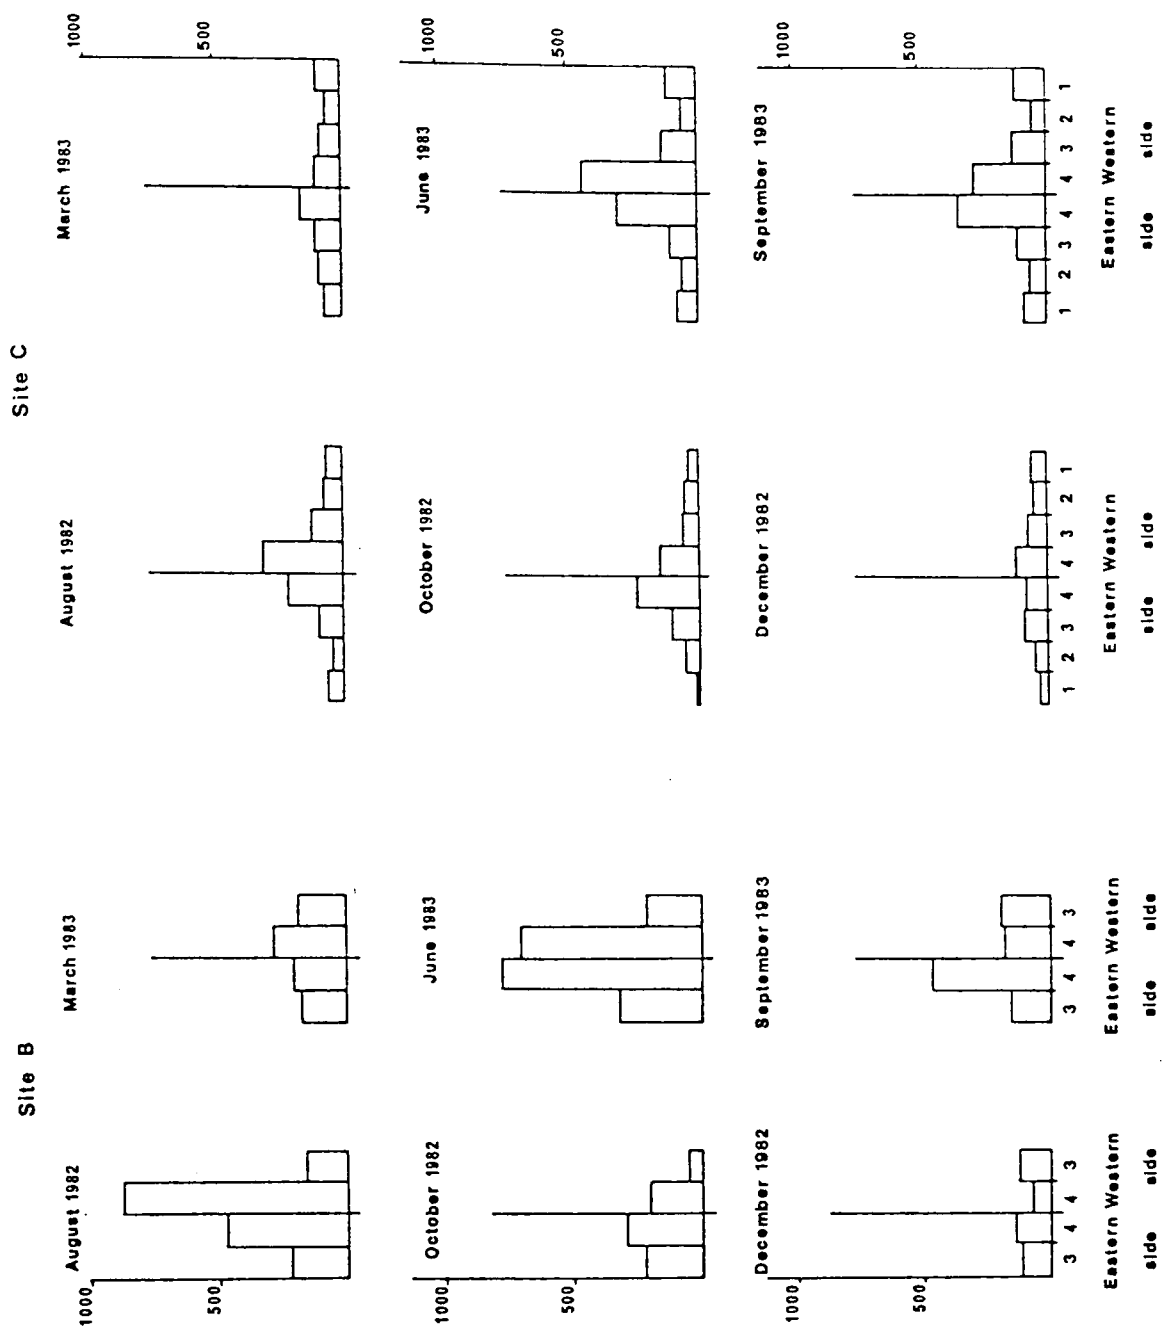 Site B
Site C
August 1982
March 1983
August 1982
March 1983
1000
500
1000
500
October 1982
June 1983
October 1982
June 1983
1000
500
1000
500
December 1982
September 1983
December 1982
September 1983
1000
500
1000
500
3 4 4 3
3 4 4 3
1 2 3 4 4 3 2 1
1 2 3 4 4 3 2 1
Eastern Western
side side
Eastern Western
side side
Eastern Western
side side
Eastern Western
side side